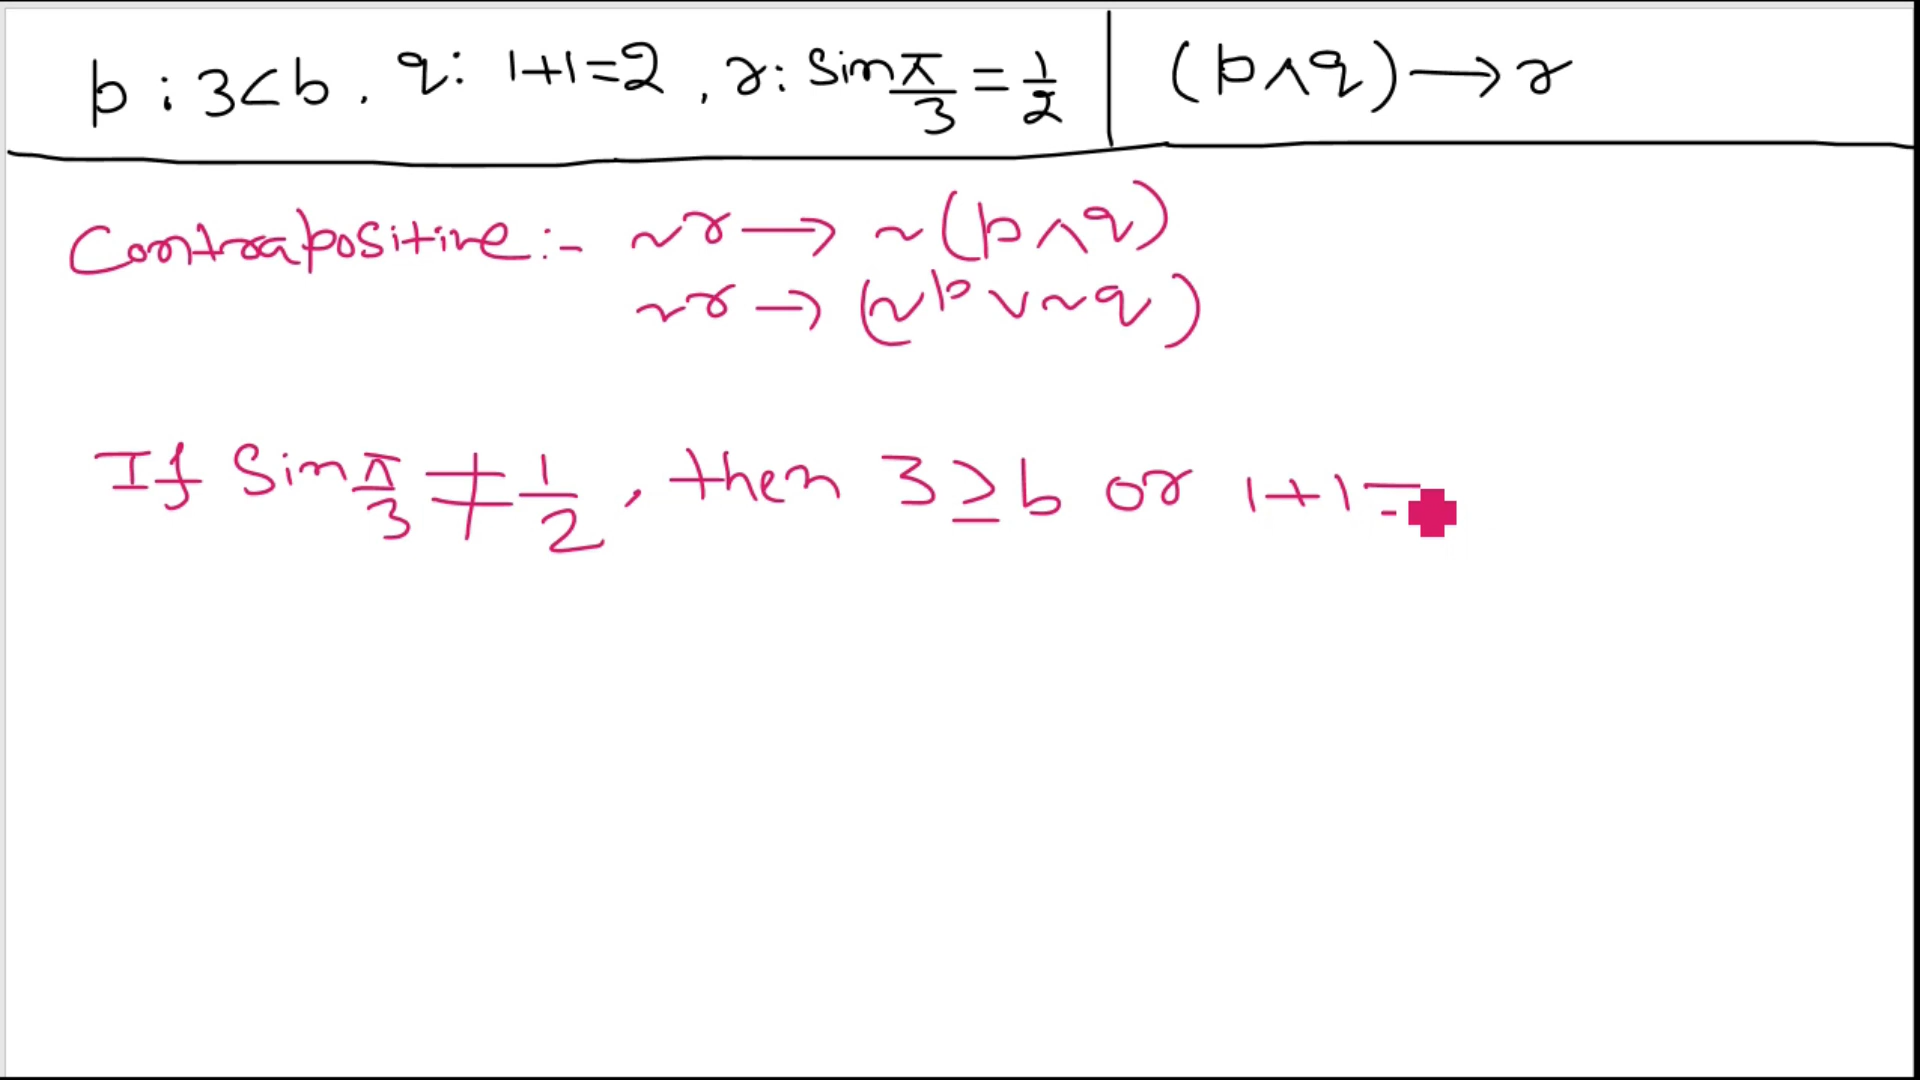 p : 3<b , q: 1+1=2 , r: Sin π/3 = 1/2 | (p∧q)⟶r
Contrapositive:- ~r⟶ ~(p∧q)
~r→ (~p∨~q)
If Sin π/3 ≠ 1/2, then 3≥b or 1+1=